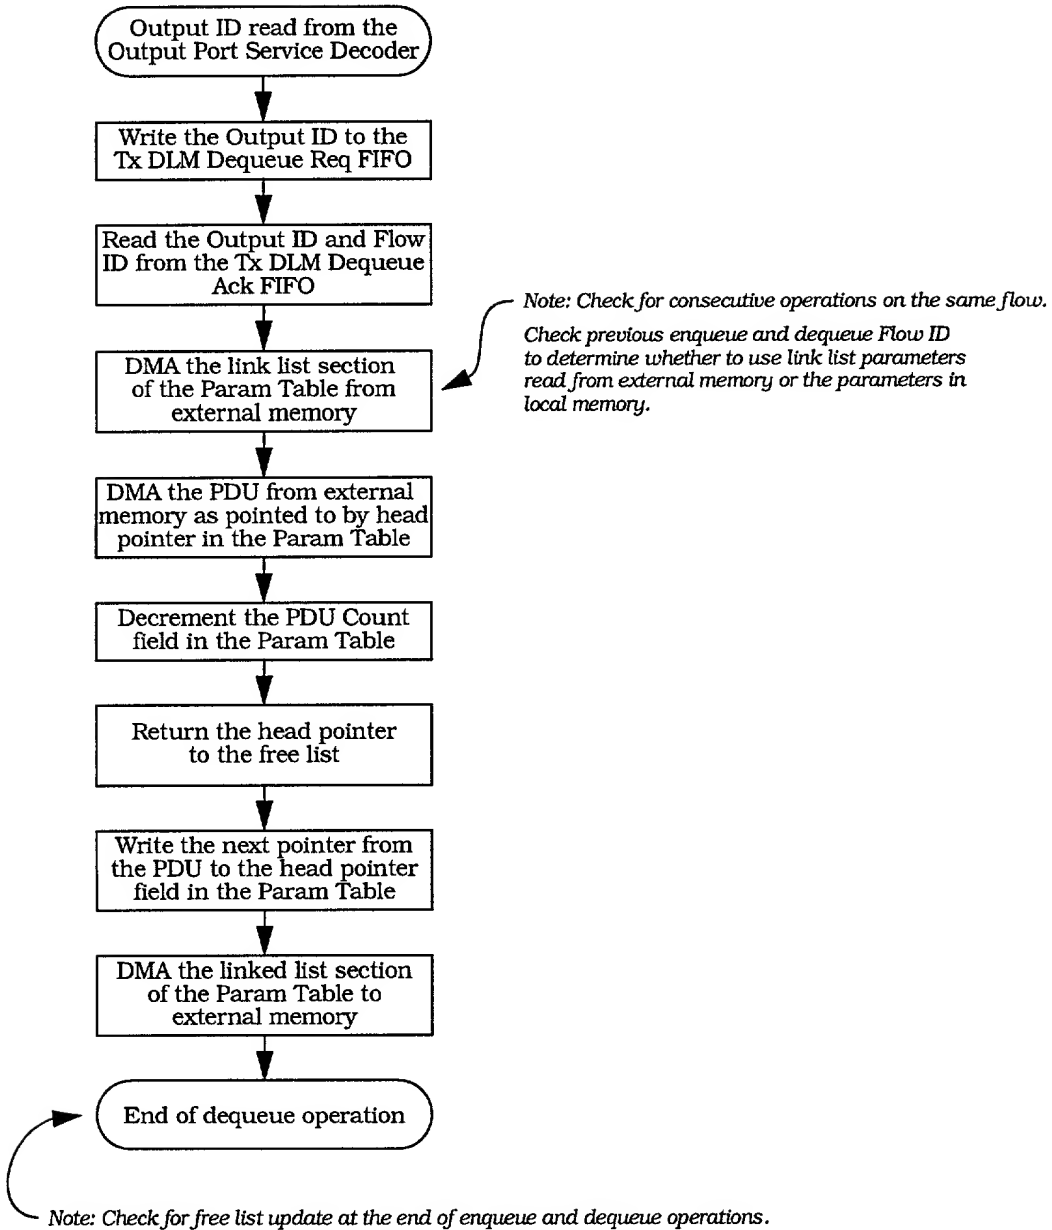 Output ID read from the
Output Port Service Decoder
Write the Output ID to the
Tx DLM Dequeue Req FIFO
Read the Output ID and Flow
ID from the Tx DLM Dequeue
Ack FIFO
Note: Check for consecutive operations on the same flow.
Check previous enqueue and dequeue Flow ID
to determine whether to use link list parameters
read from external memory or the parameters in
local memory.
DMA the link list section
of the Param Table from
external memory
DMA the PDU from external
memory as pointed to by head
pointer in the Param Table
Decrement the PDU Count
field in the Param Table
Return the head pointer
to the free list
Write the next pointer from
the PDU to the head pointer
field in the Param Table
DMA the linked list section
of the Param Table to
external memory
End of dequeue operation
Note: Check for free list update at the end of enqueue and dequeue operations.